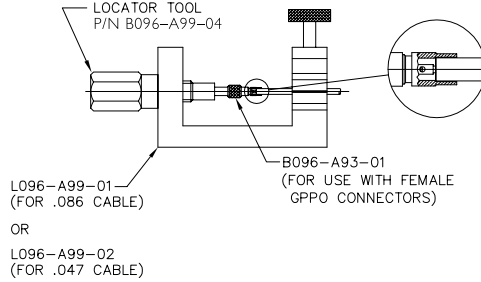 LOCATOR TOOL
P/N B096-A99-04
B096-A93-01
(FOR USE WITH FEMALE
GPPO CONNECTORS)
L096-A99-01
(FOR .086 CABLE)
OR
L096-A99-02
(FOR .047 CABLE)